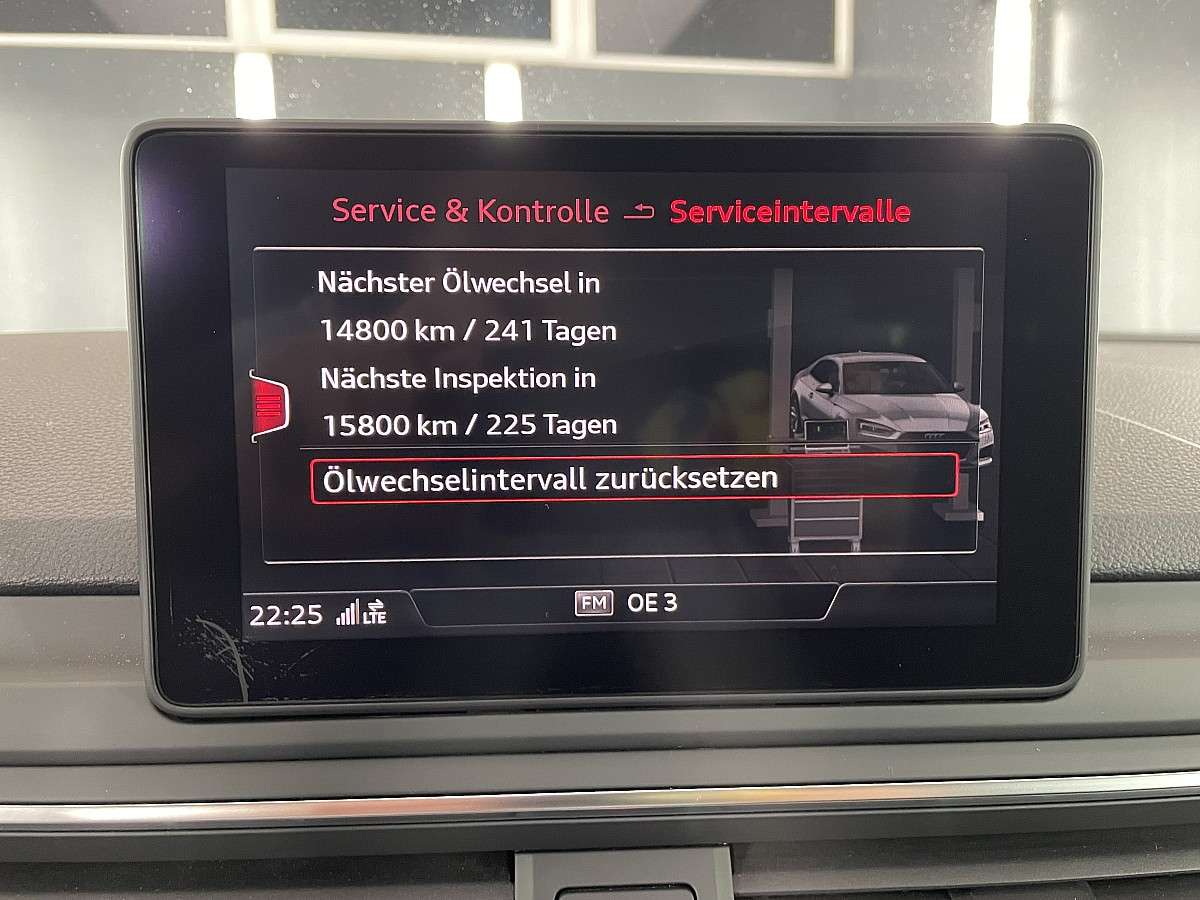 Service & Kontrolle Serviceintervalle
Nächster Ölwechsel in
14800 km / 241 Tagen
Nächste Inspektion in
15800 km / 225 Tagen
Ölwechselintervall zurücksetzen
22:25 LTE FM OE 3